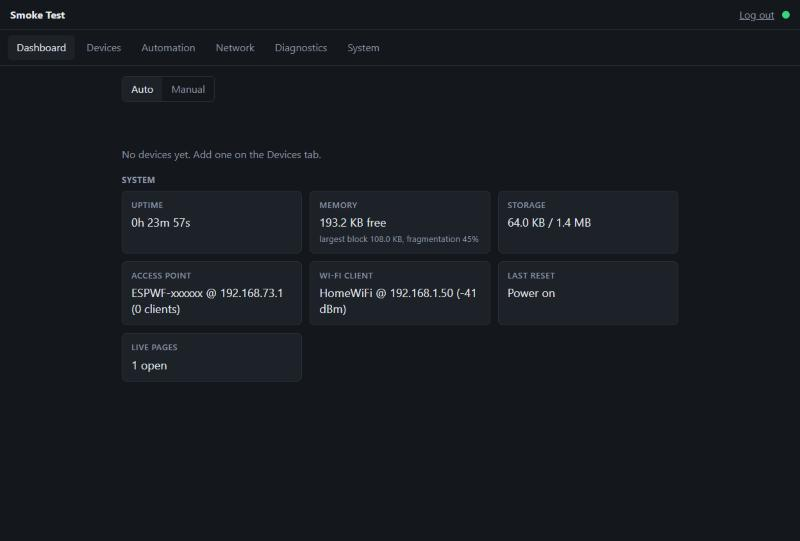 Smoke Test
Log out
Dashboard Devices Automation Network Diagnostics System
Auto Manual
No devices yet. Add one on the Devices tab.
SYSTEM
UPTIME
0h 23m 57s
MEMORY
193.2 KB free
largest block 108.0 KB, fragmentation 45%
STORAGE
64.0 KB / 1.4 MB
ACCESS POINT
ESPWF-xxxxxx @ 192.168.73.1
(0 clients)
WI-FI CLIENT
HomeWiFi @ 192.168.1.50 (-41
dBm)
LAST RESET
Power on
LIVE PAGES
1 open